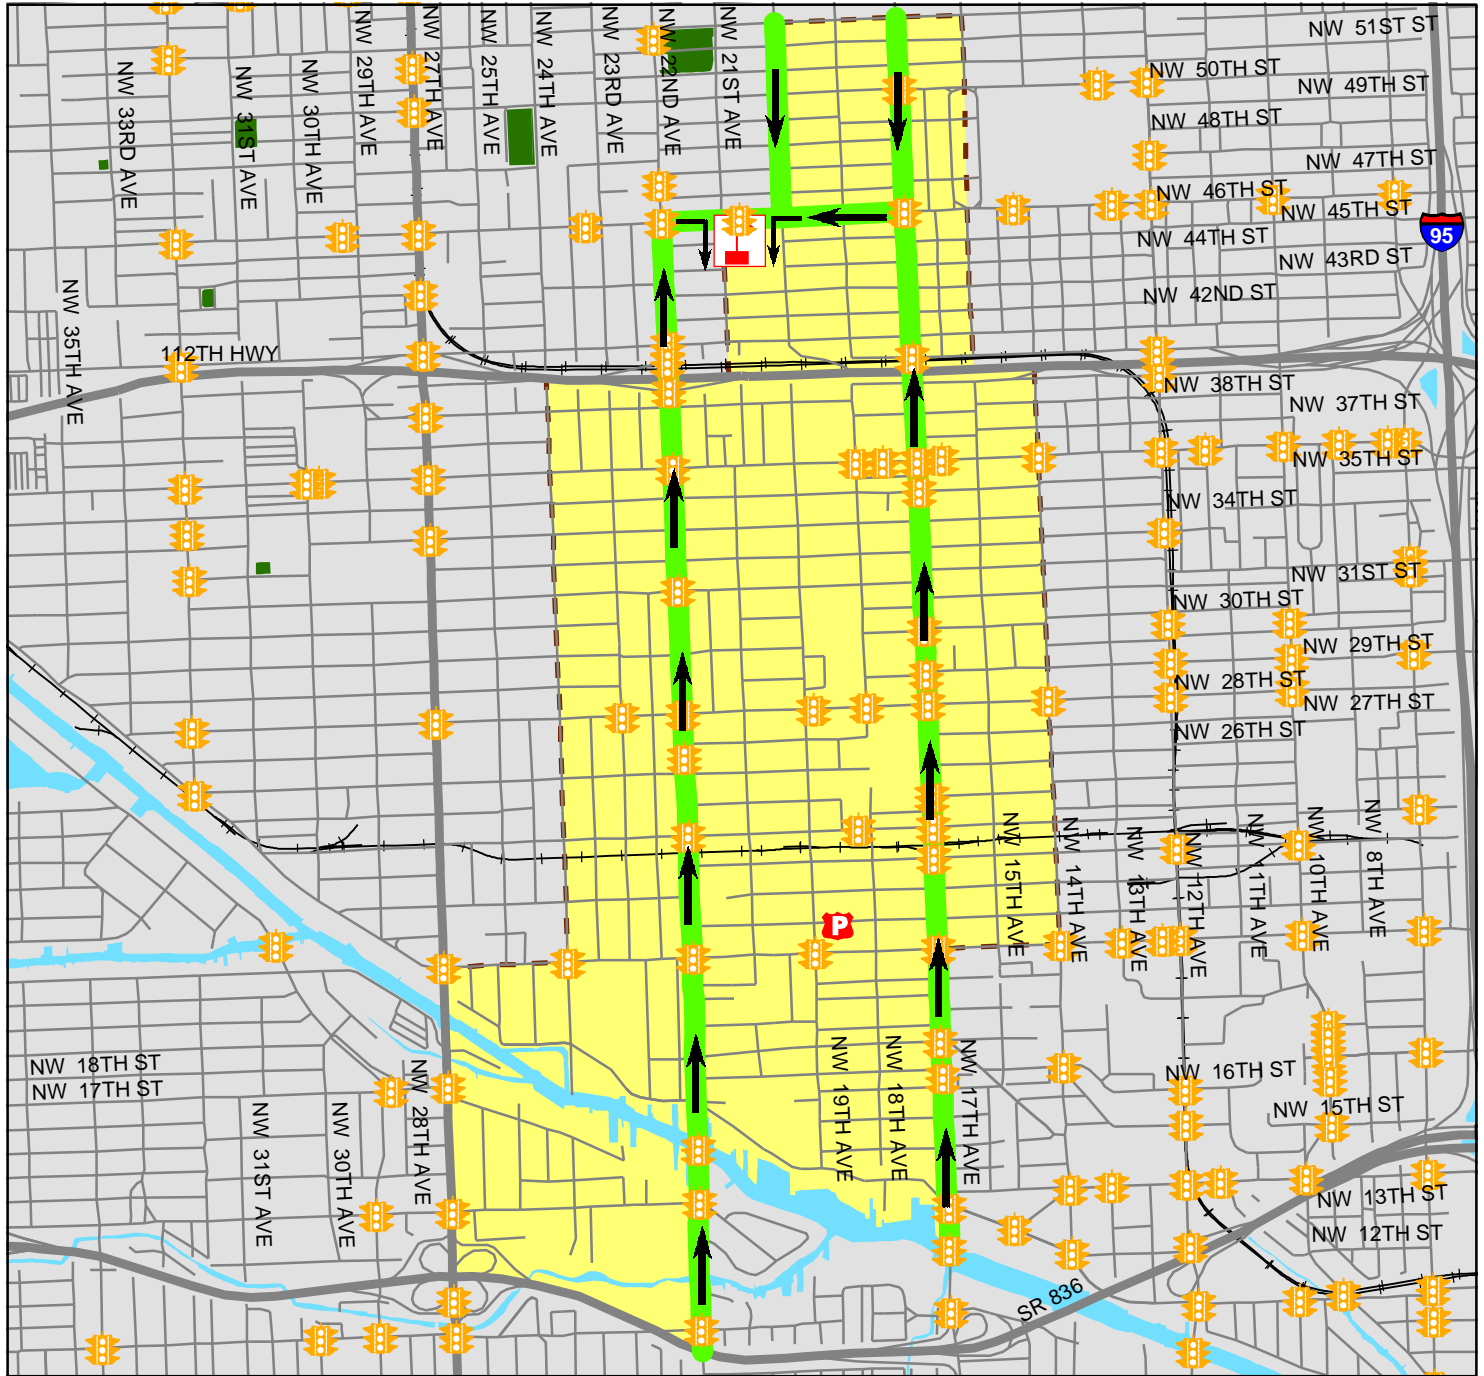 NW 33RD AVE
NW 31ST AVE
NW 30TH AVE
NW 29TH AVE
NW 27TH AVE
NW 25TH AVE
NW 24TH AVE
NW 23RD AVE
NW 22ND AVE
NW 21ST AVE
NW 51ST ST
NW 50TH ST
NW 49TH ST
NW 48TH ST
NW 47TH ST
NW 46TH ST
NW 45TH ST
NW 44TH ST
95
NW 43RD ST
NW 42ND ST
NW 35TH AVE
112TH HWY
NW 38TH ST
NW 37TH ST
NW 35TH ST
NW 34TH ST
NW 31ST ST
NW 30TH ST
NW 29TH ST
NW 28TH ST
NW 27TH ST
NW 26TH ST
NW 15TH AVE
NW 14TH AVE
NW 13TH AVE
NW 12TH AVE
NW 11TH AVE
NW 10TH AVE
NW 8TH AVE
P
NW 18TH ST
NW 17TH ST
NW 28TH AVE
NW 31ST AVE
NW 30TH AVE
NW 19TH AVE
NW 18TH AVE
NW 17TH AVE
NW 16TH ST
NW 15TH ST
NW 13TH ST
NW 12TH ST
SR 836